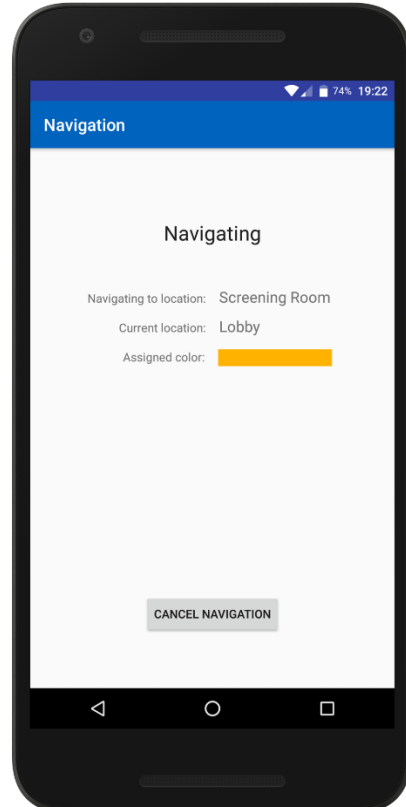 74% 19:22
Navigation
Navigating
Navigating to location: Screening Room
Current location: Lobby
Assigned color:
CANCEL NAVIGATION